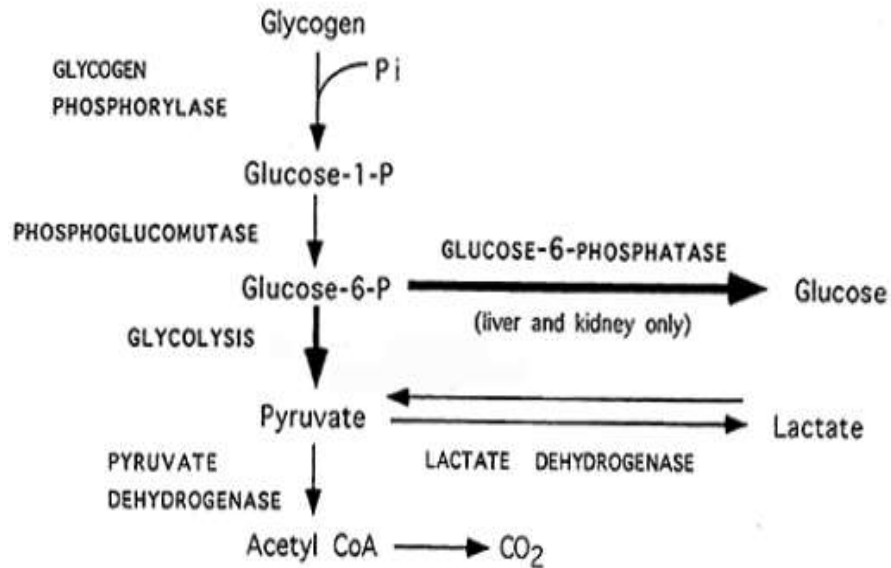 Glycogen
GLYCOGEN
PHOSPHORYLASE
Pi
Glucose-1-P
PHOSPHOGLUCOMUTASE
GLUCOSE-6-PHOSPHATASE
Glucose-6-P
Glucose
(liver and kidney only)
GLYCOLYSIS
Pyruvate
Lactate
PYRUVATE
DEHYDROGENASE
LACTATE DEHYDROGENASE
Acetyl CoA
CO2